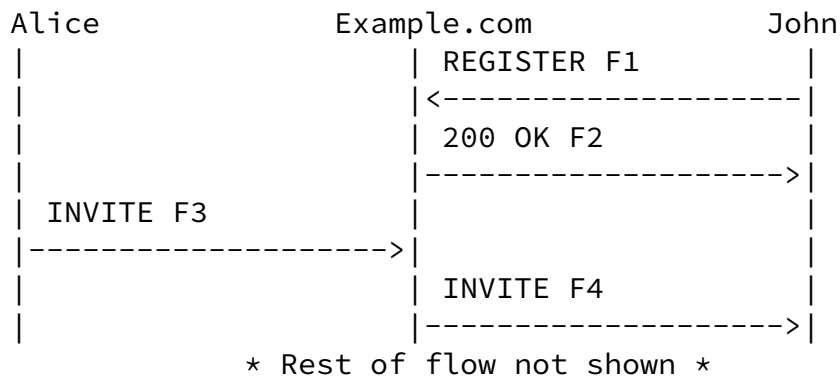 Alice Example.com John
REGISTER F1
200 OK F2
INVITE F3
INVITE F4
* Rest of flow not shown *